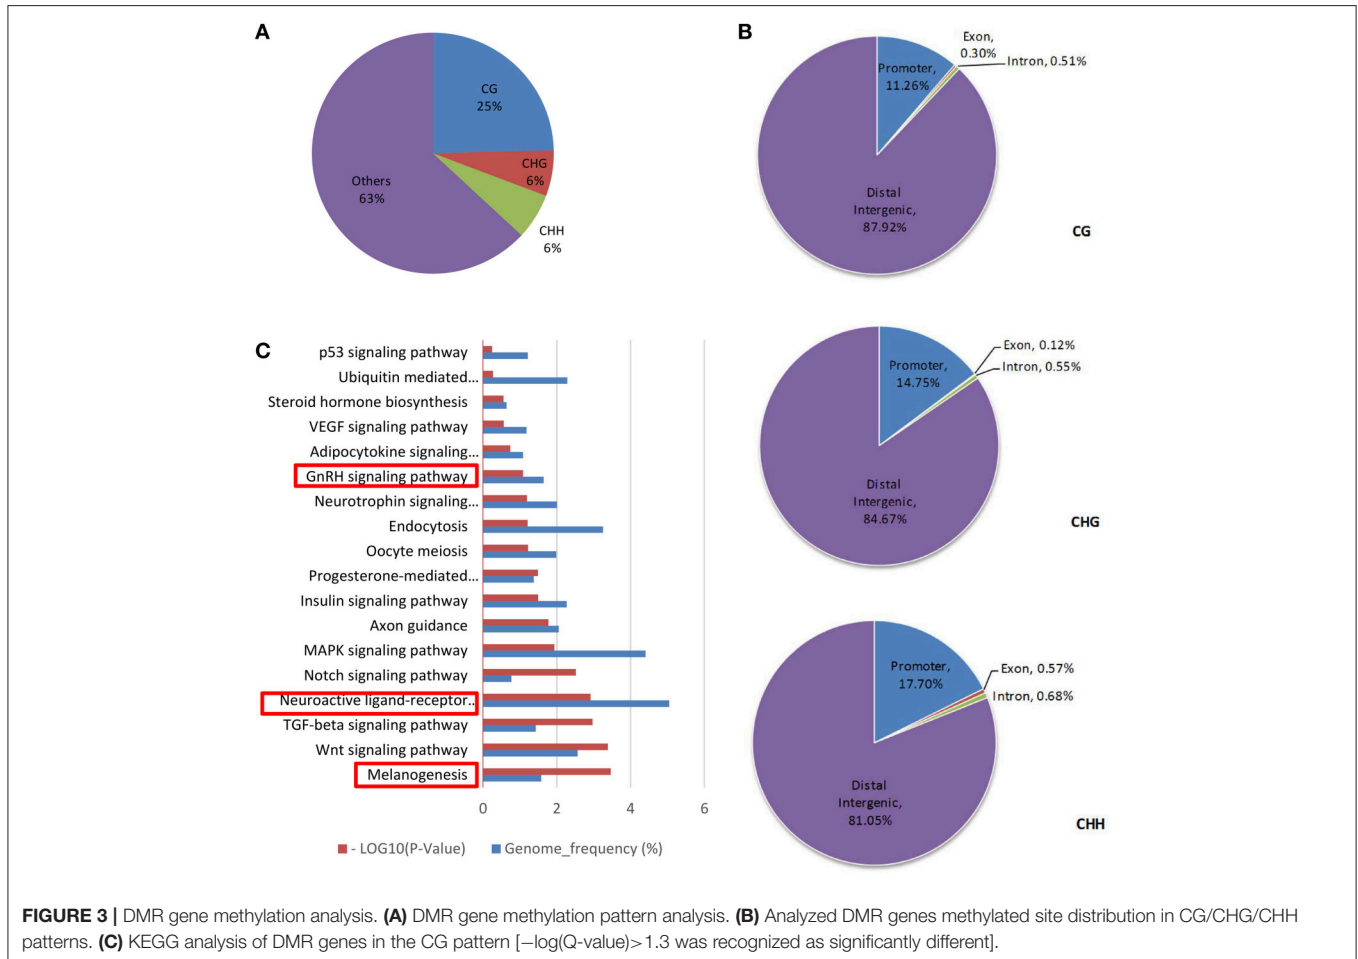 A
CG
25%
CHG
6%
CHH
6%
Others
63%
B
Exon,
0.30%
Intron, 0.51%
Promoter,
11.26%
Distal
Intergenic,
87.92%
CG
Exon, 0.12%
Intron, 0.55%
Promoter,
14.75%
Distal
Intergenic,
84.67%
CHG
Exon, 0.57%
Intron, 0.68%
Promoter,
17.70%
Distal
Intergenic,
81.05%
CHH
C
p53 signaling pathway
Ubiquitin mediated...
Steroid hormone biosynthesis
VEGF signaling pathway
Adipocytokine signaling...
GnRH signaling pathway
Neurotrophin signaling...
Endocytosis
Oocyte meiosis
Progesterone-mediated...
Insulin signaling pathway
Axon guidance
MAPK signaling pathway
Notch signaling pathway
Neuroactive ligand-receptor...
TGF-beta signaling pathway
Wnt signaling pathway
Melanogenesis
0 2 4 6
- LOG10(P-Value) Genome_frequency (%)
FIGURE 3 | DMR gene methylation analysis. (A) DMR gene methylation pattern analysis. (B) Analyzed DMR genes methylated site distribution in CG/CHG/CHH
patterns. (C) KEGG analysis of DMR genes in the CG pattern [−log(Q-value)>1.3 was recognized as significantly different].